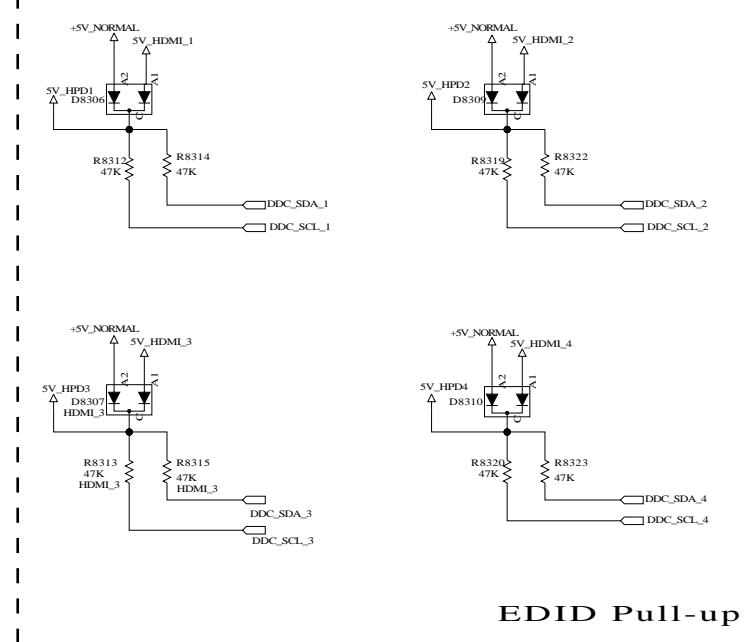 +5V_NORMAL
5V_HDMI_1
A2
A1
5V_HPD1
D8306
C
R8312
47K
R8314
47K
DDC_SDA_1
DDC_SCL_1
+5V_NORMAL
5V_HDMI_2
A2
A1
5V_HPD2
D8309
C
R8319
47K
R8322
47K
DDC_SDA_2
DDC_SCL_2
+5V_NORMAL
5V_HDMI_3
A2
A1
5V_HPD3
D8307
HDMI_3
C
R8313
47K
HDMI_3
R8315
47K
HDMI_3
DDC_SDA_3
DDC_SCL_3
+5V_NORMAL
5V_HDMI_4
A2
A1
5V_HPD4
D8310
C
R8320
47K
R8323
47K
DDC_SDA_4
DDC_SCL_4
EDID Pull-up